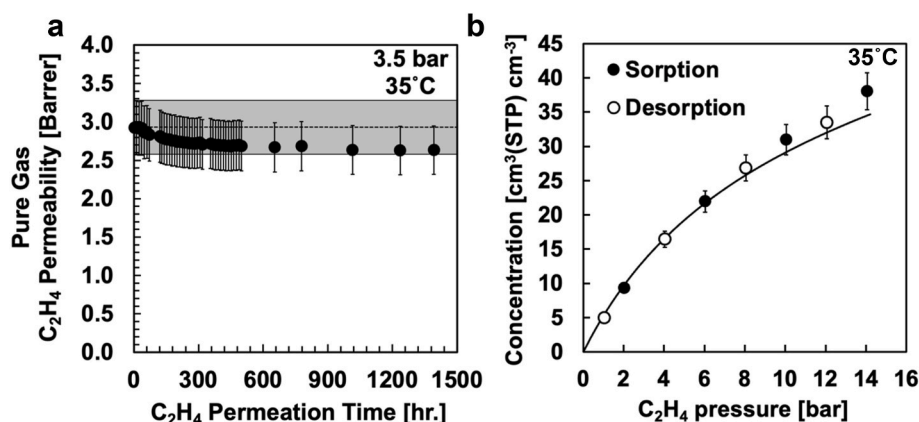 a
3.5 bar
35°C
Pure Gas
C₂H₄ Permeability [Barrer]
4.0
3.5
3.0
2.5
2.0
1.5
1.0
0.5
0.0
0 300 600 900 1200 1500
C₂H₄ Permeation Time [hr.]
b
35°C
Sorption
Desorption
Concentration [cm³(STP) cm⁻³]
45
40
35
30
25
20
15
10
5
0
0 2 4 6 8 10 12 14 16
C₂H₄ pressure [bar]